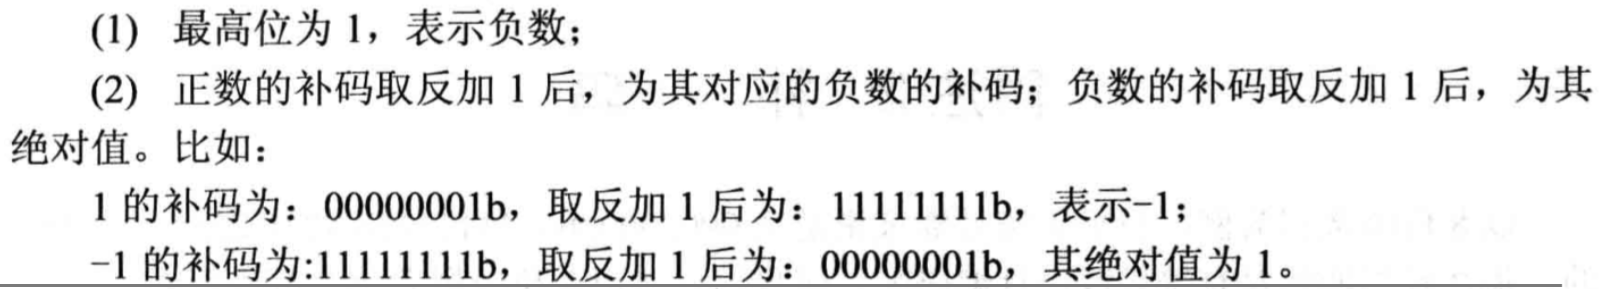 (1) 最高位为 1，表示负数；
(2) 正数的补码取反加 1 后，为其对应的负数的补码；负数的补码取反加 1 后，为其
绝对值。比如：
1 的补码为：00000001b，取反加 1 后为：11111111b，表示-1；
-1 的补码为:11111111b，取反加 1 后为：00000001b，其绝对值为 1。